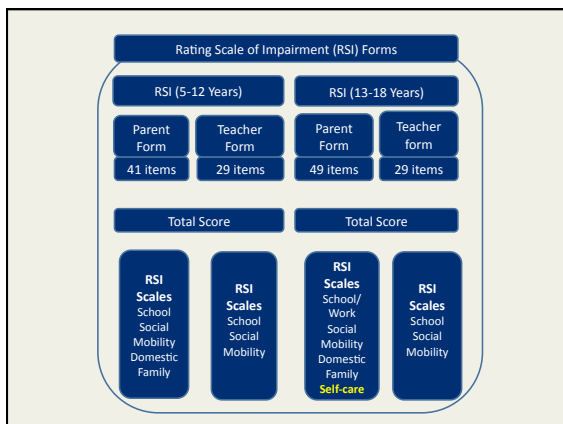 Rating Scale of Impairment (RSI) Forms
RSI (5-12 Years)
RSI (13-18 Years)
Parent
Form
Teacher
Form
Parent
Form
Teacher
form
41 items
29 items
49 items
29 items
Total Score
Total Score
RSI
Scales
School
Social
Mobility
Domestic
Family
RSI
Scales
School
Social
Mobility
RSI
Scales
School/
Work
Social
Mobility
Domestic
Family
Self-care
RSI
Scales
School
Social
Mobility